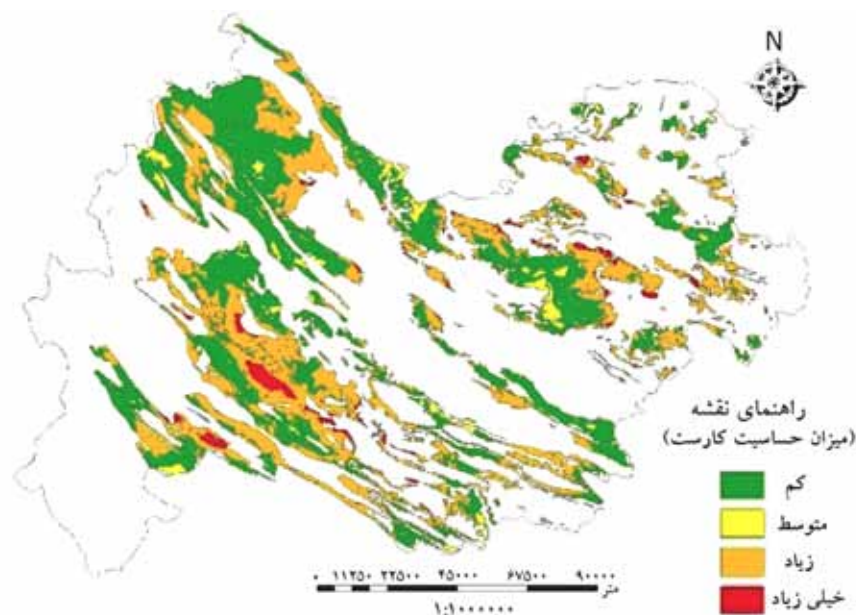 N
راهنمای نقشه
(میزان حساسیت کارست)
کم
متوسط
زیاد
خیلی زیاد
۰ ۱۱۲۵۰ ۲۲۵۰۰ ۴۵۰۰۰ ۶۷۵۰۰ ۹۰۰۰۰ متر
۱:۱۰۰۰۰۰۰